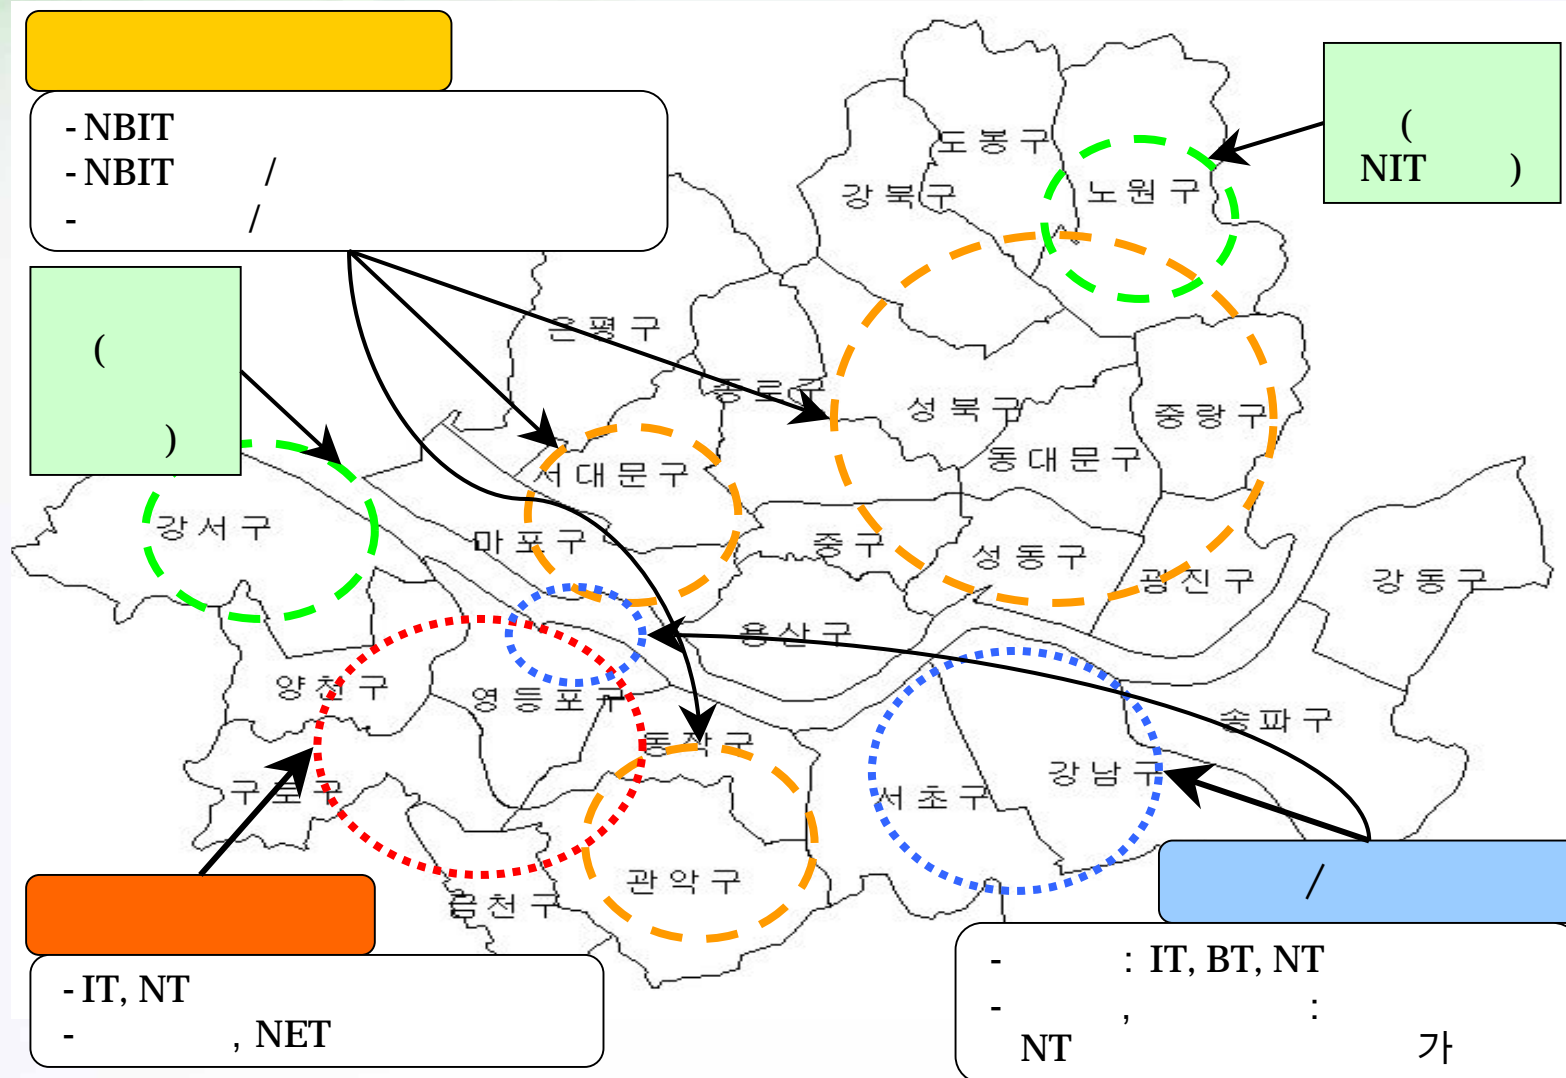 - NBIT
- NBIT /
- /
(
NIT )
(
)
도봉구
강북구
노원구
은평구
종로구
성북구
중랑구
서대문구
동대문구
강서구
마포구
중구
성동구
광진구
강동구
용산구
양천구
영등포구
동작구
송파구
구로구
서초구
강남구
관악구
금천구
/
- IT, NT
- , NET
- : IT, BT, NT
- , :
NT 가